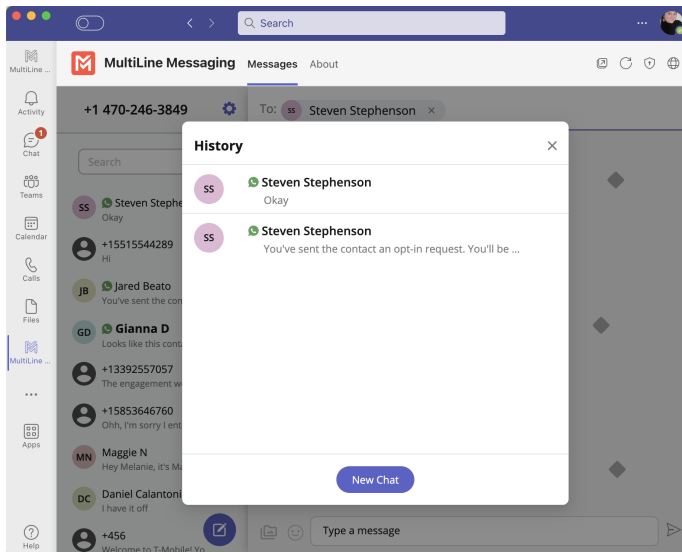 Search
MultiLine ...
Activity
1
Chat
Teams
Calendar
Calls
Files
MultiLine ...
Apps
Help
MultiLine Messaging
Messages
About
+1 470-246-3849
To:
SS
Steven Stephenson
Search
SS
Steven Stephe
Okay
+15515544289
Hi
JB
Jared Beato
You've sent the con
GD
Gianna D
Looks like this conta
+13392557057
The engagement w
+15853646760
Ohh, I'm sorry I ent
MN
Maggie N
Hey Melanie, it's Ma
DC
Daniel Calantoni
I have it off
+456
Welcome to T-Mobile! Yo
History
SS
Steven Stephenson
Okay
SS
Steven Stephenson
You've sent the contact an opt-in request. You'll be ...
New Chat
Type a message